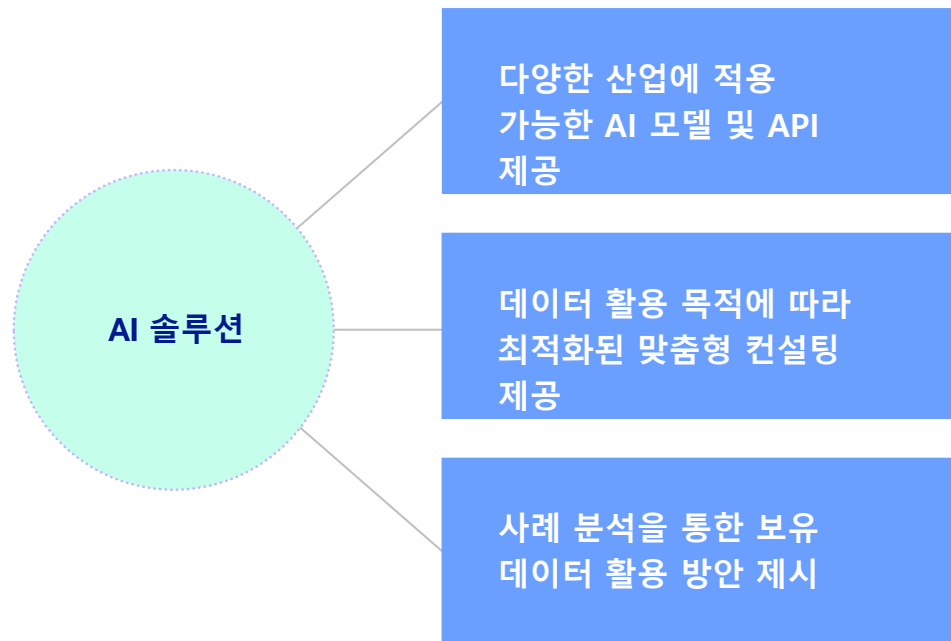 다양한 산업에 적용
가능한 AI 모델 및 API
제공
AI 솔루션
데이터 활용 목적에 따라
최적화된 맞춤형 컨설팅
제공
사례 분석을 통한 보유
데이터 활용 방안 제시